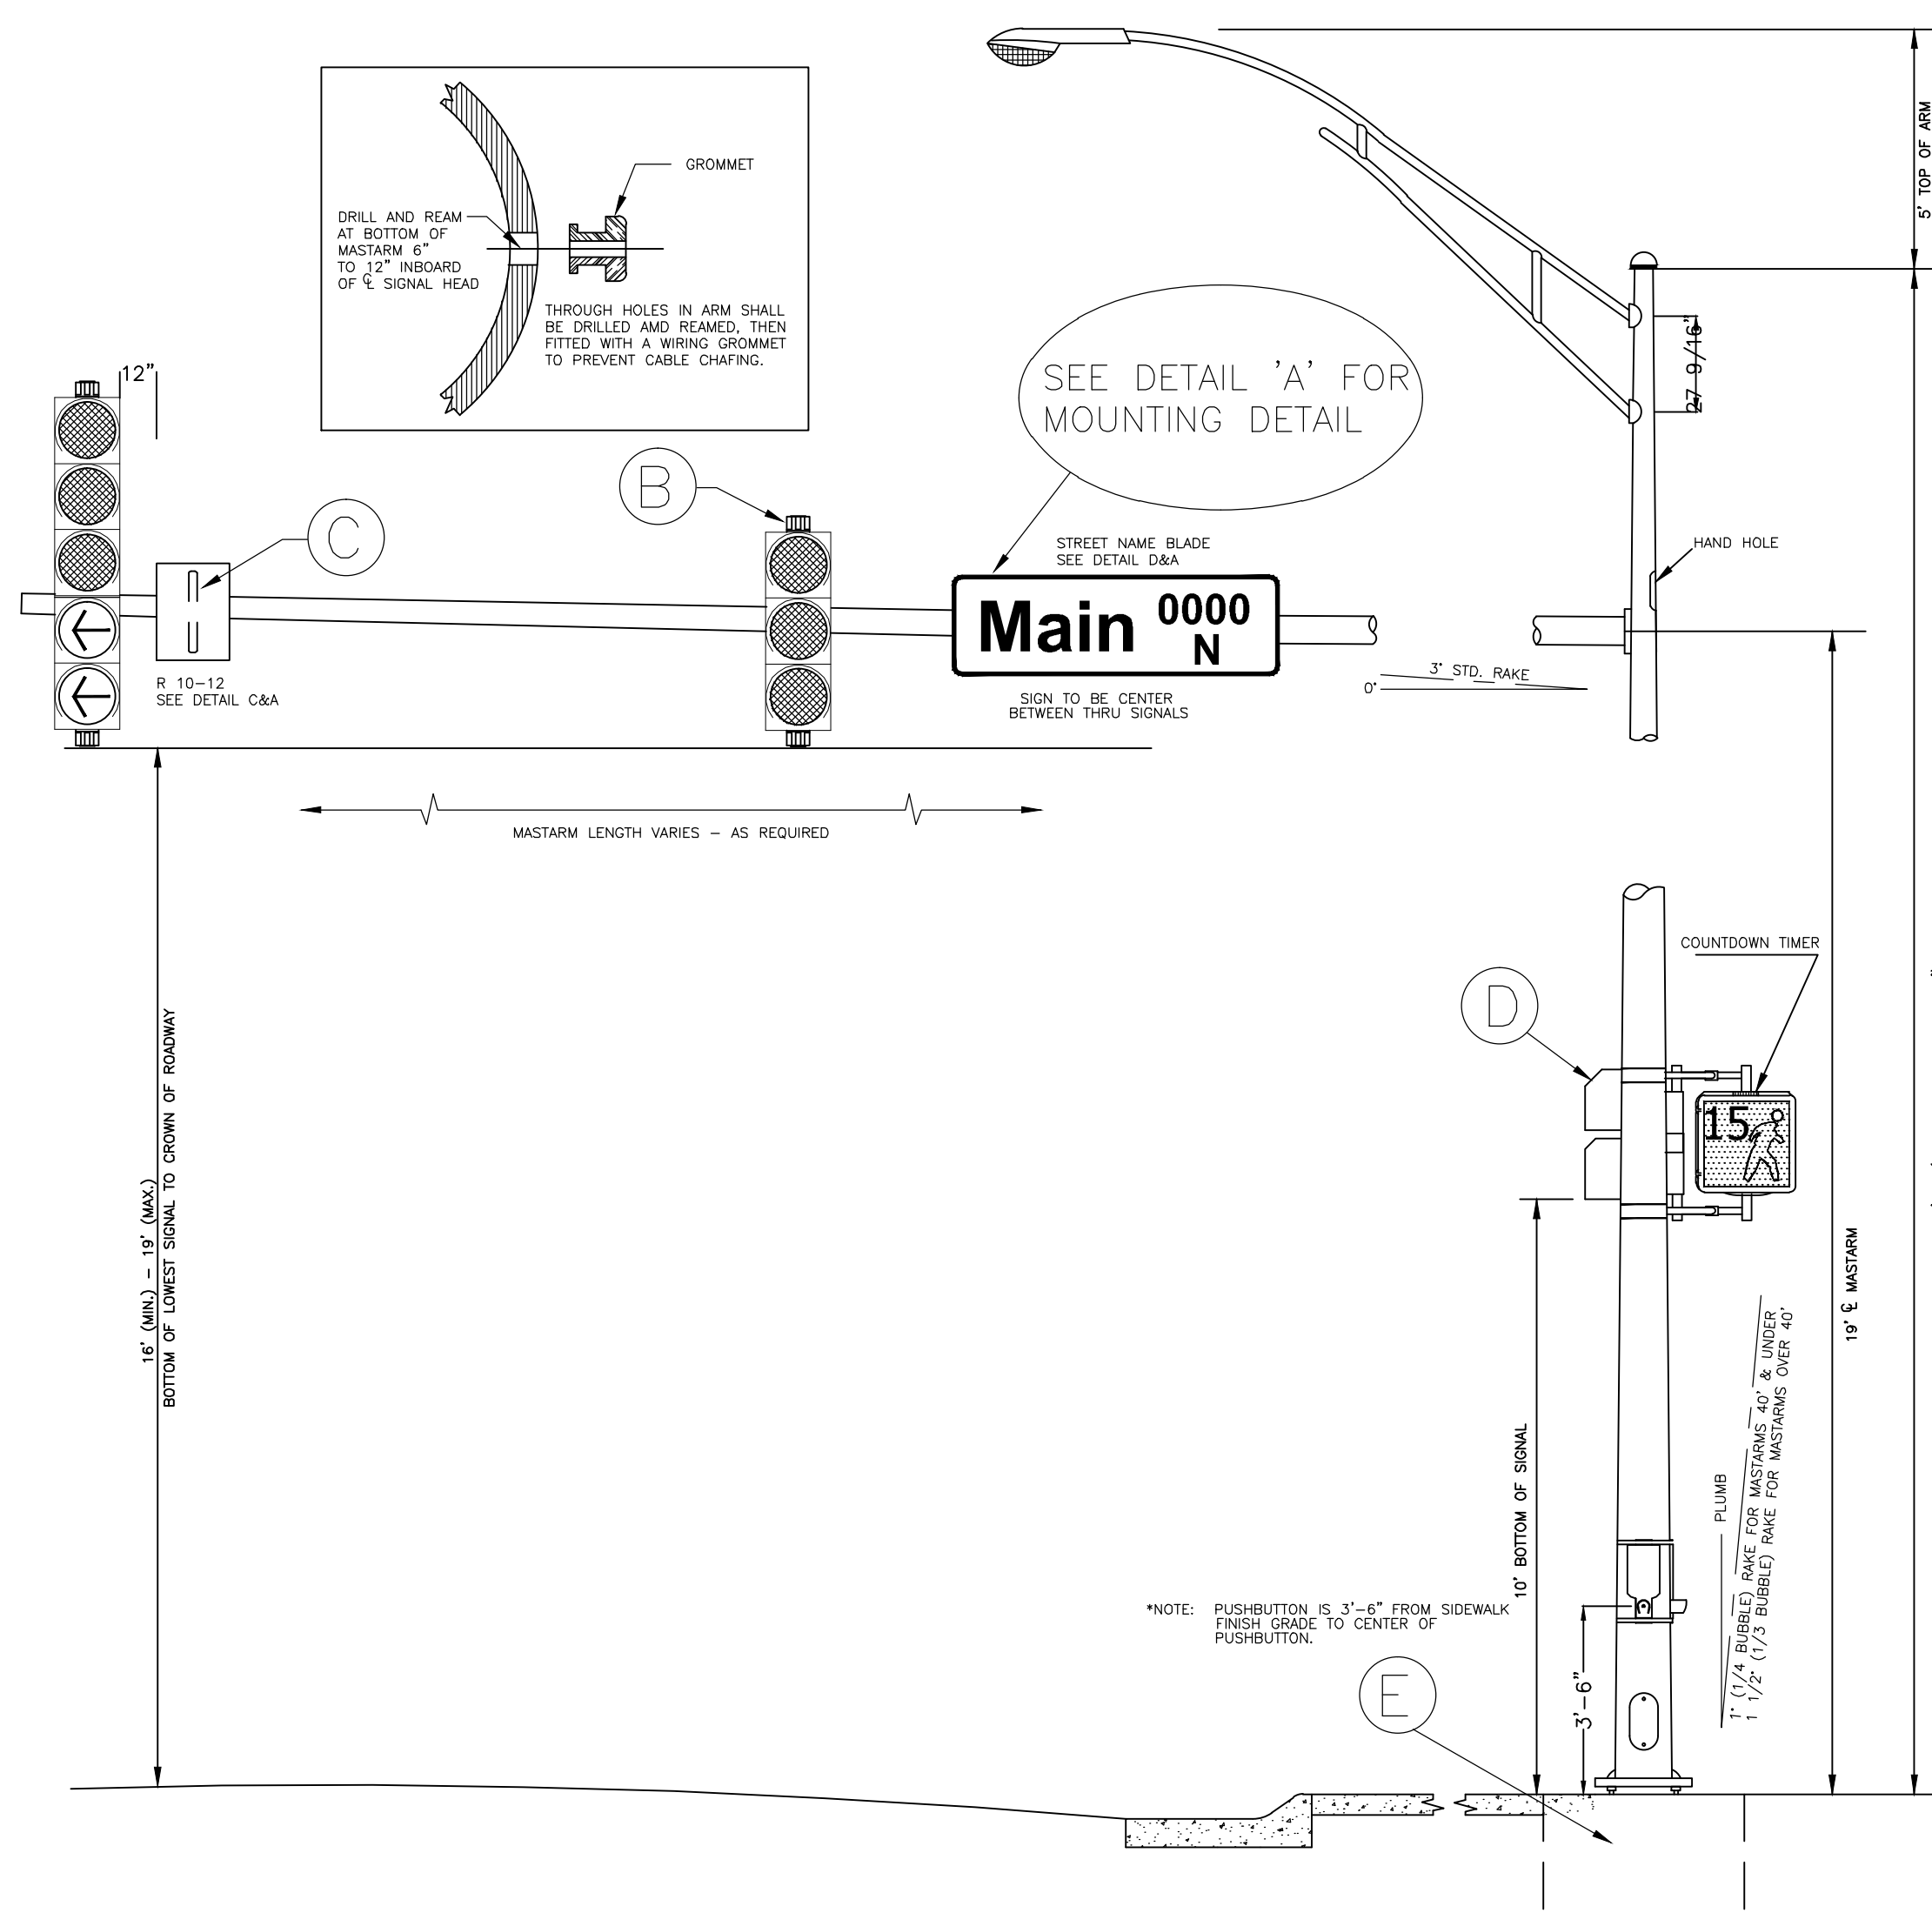 5' TOP OF ARM
GROMMET
DRILL AND REAM
AT BOTTOM OF
MASTARM 6"
TO 12" INBOARD
OF ℄ SIGNAL HEAD
THROUGH HOLES IN ARM SHALL
BE DRILLED AMD REAMED, THEN
FITTED WITH A WIRING GROMMET
TO PREVENT CABLE CHAFING.
27 9/16"
12"
SEE DETAIL 'A' FOR
MOUNTING DETAIL
B
C
STREET NAME BLADE
SEE DETAIL D&A
HAND HOLE
Main 0000
N
3° STD. RAKE
0°
R 10-12
SEE DETAIL C&A
SIGN TO BE CENTER
BETWEEN THRU SIGNALS
MASTARM LENGTH VARIES - AS REQUIRED
COUNTDOWN TIMER
D
15
16' (MIN.) - 19' (MAX.)
BOTTOM OF LOWEST SIGNAL TO CROWN OF ROADWAY
19' ℄ MASTARM
10' BOTTOM OF SIGNAL
PLUMB
1° (1/4 BUBBLE) RAKE FOR MASTARMS 40' & UNDER
1 1/2° (1/3 BUBBLE) RAKE FOR MASTARMS OVER 40'
*NOTE: PUSHBUTTON IS 3'-6" FROM SIDEWALK
FINISH GRADE TO CENTER OF
PUSHBUTTON.
E
3'-6"